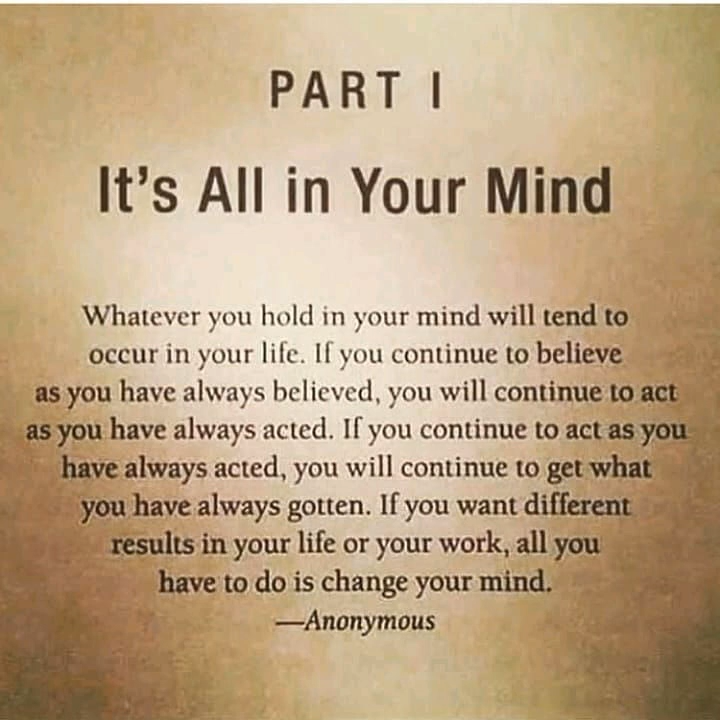 PART I
It's All in Your Mind
Whatever you hold in your mind will tend to
occur in your life. If you continue to believe
as you have always believed, you will continue to act
as you have always acted. If you continue to act as you
have always acted, you will continue to get what
you have always gotten. If you want different
results in your life or your work, all you
have to do is change your mind.
—Anonymous